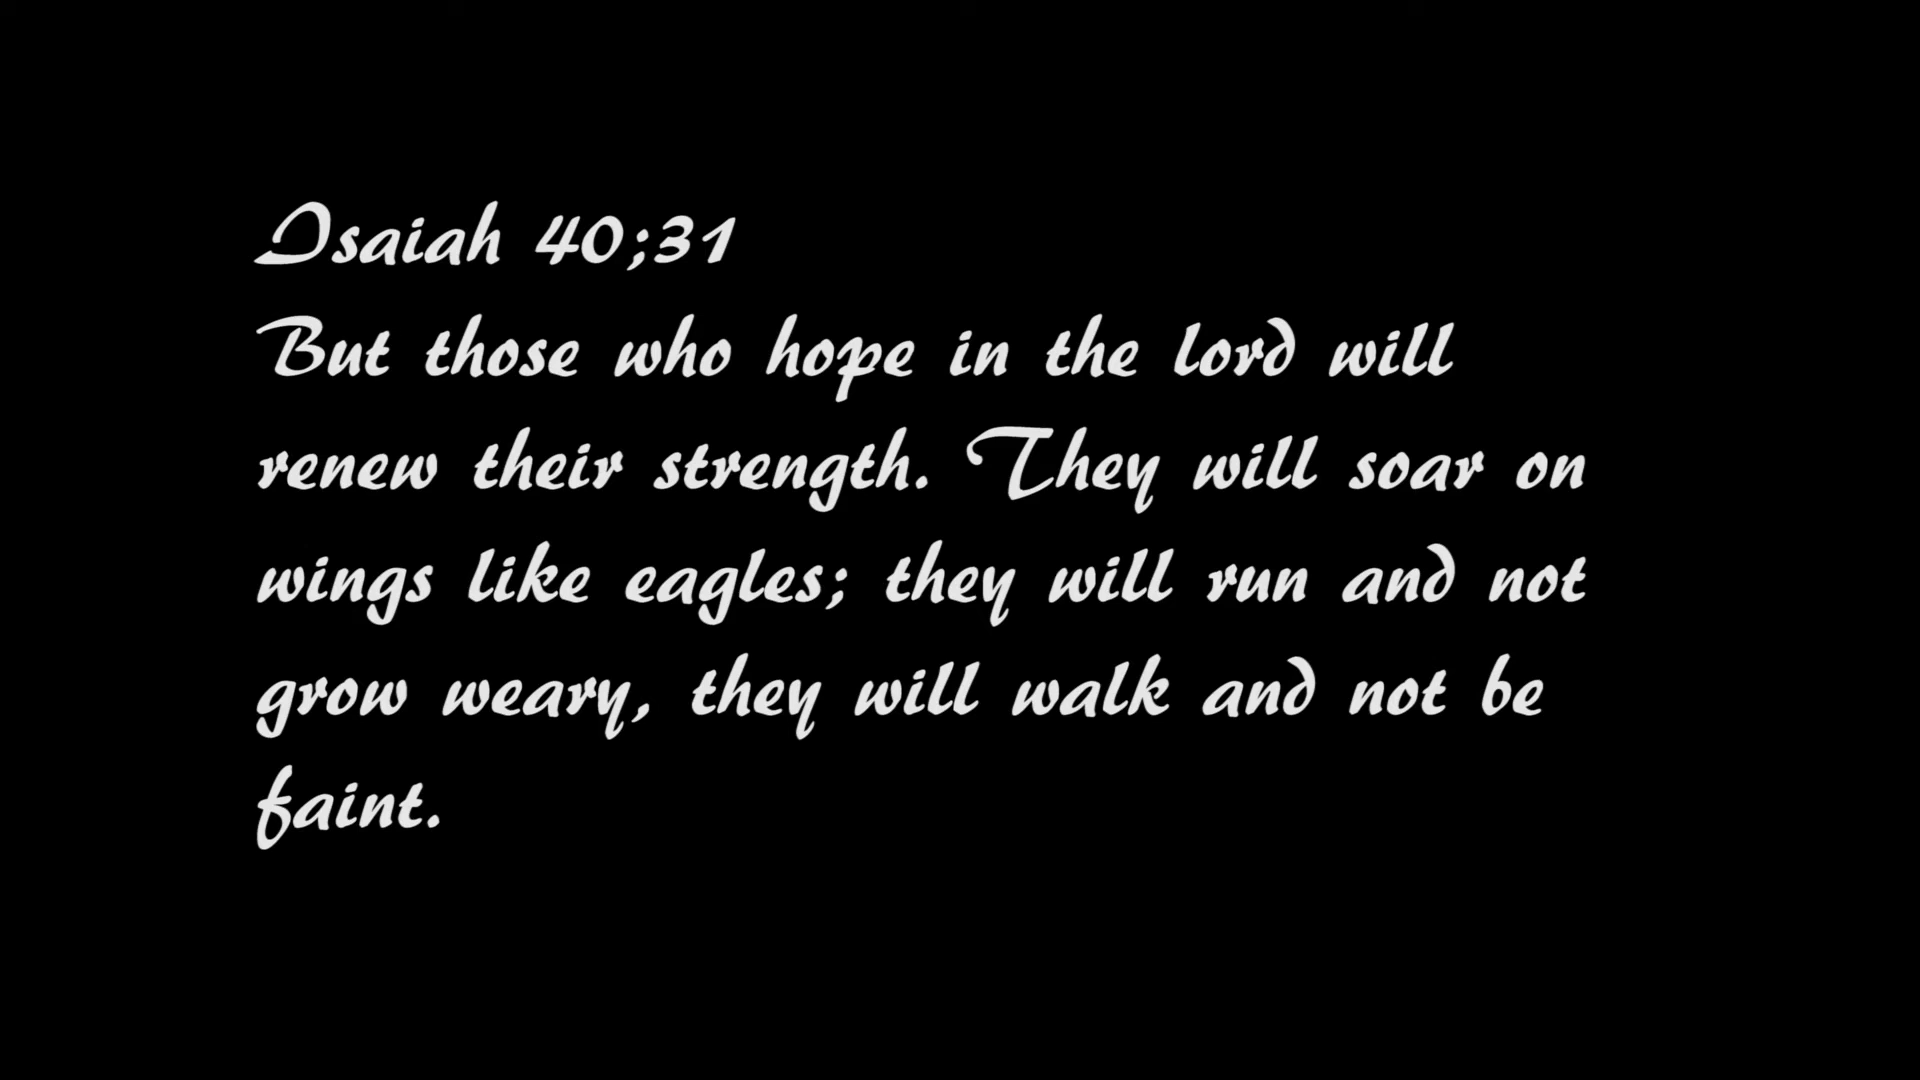 Isaiah 40;31
But those who hope in the lord will
renew their strength. They will soar on
wings like eagles; they will run and not
grow weary, they will walk and not be
faint.